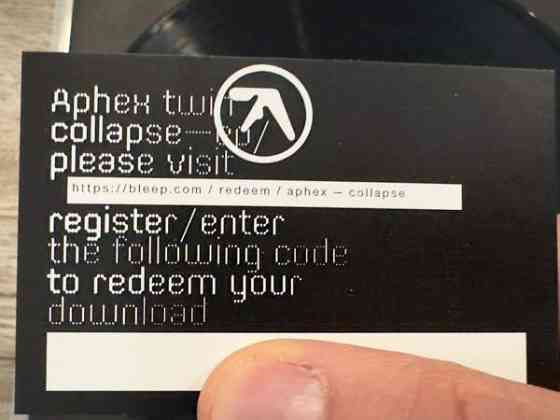 Aphex twin
collapse—ep/
please visit
https://bleep.com / redeem / aphex – collapse
register/enter
the following code
to redeem your
download